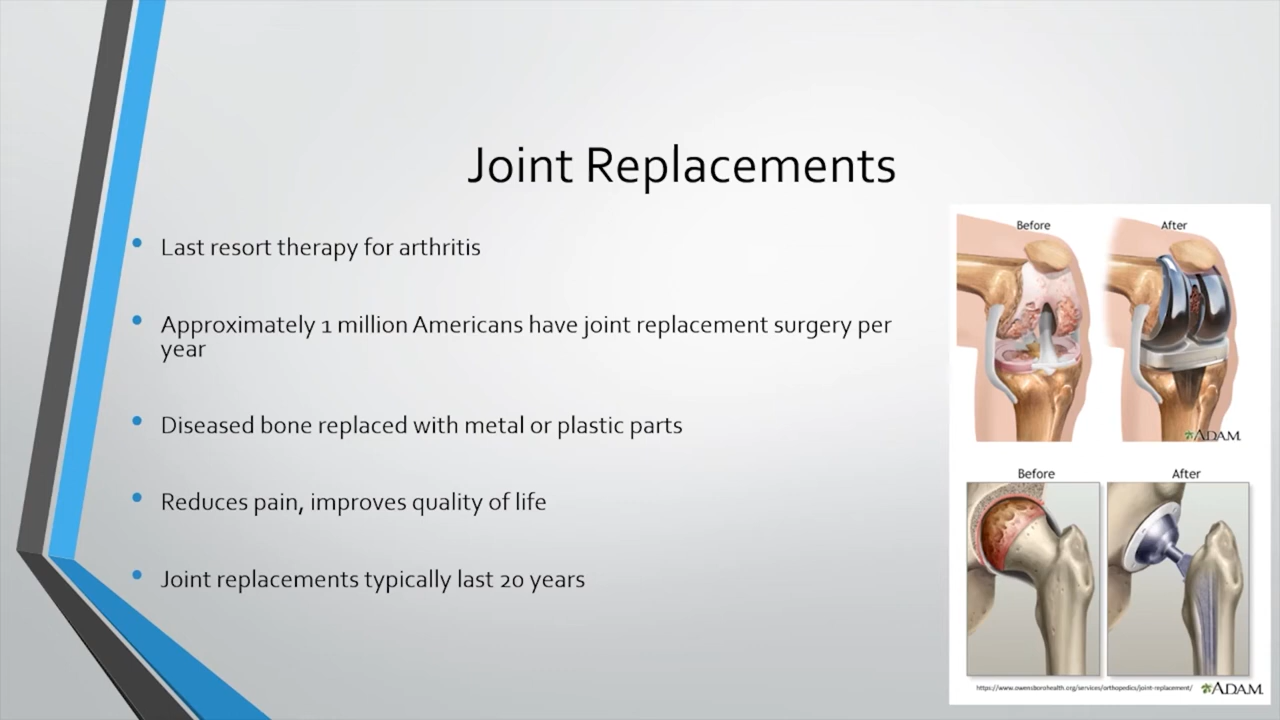 Joint Replacements
Last resort therapy for arthritis
Approximately 1 million Americans have joint replacement surgery per
year
Diseased bone replaced with metal or plastic parts
Reduces pain, improves quality of life
Joint replacements typically last 20 years
Before After
ADAM.
Before After
https://www.owensborohealth.org/services/orthopedics/joint-replacement/ ADAM.